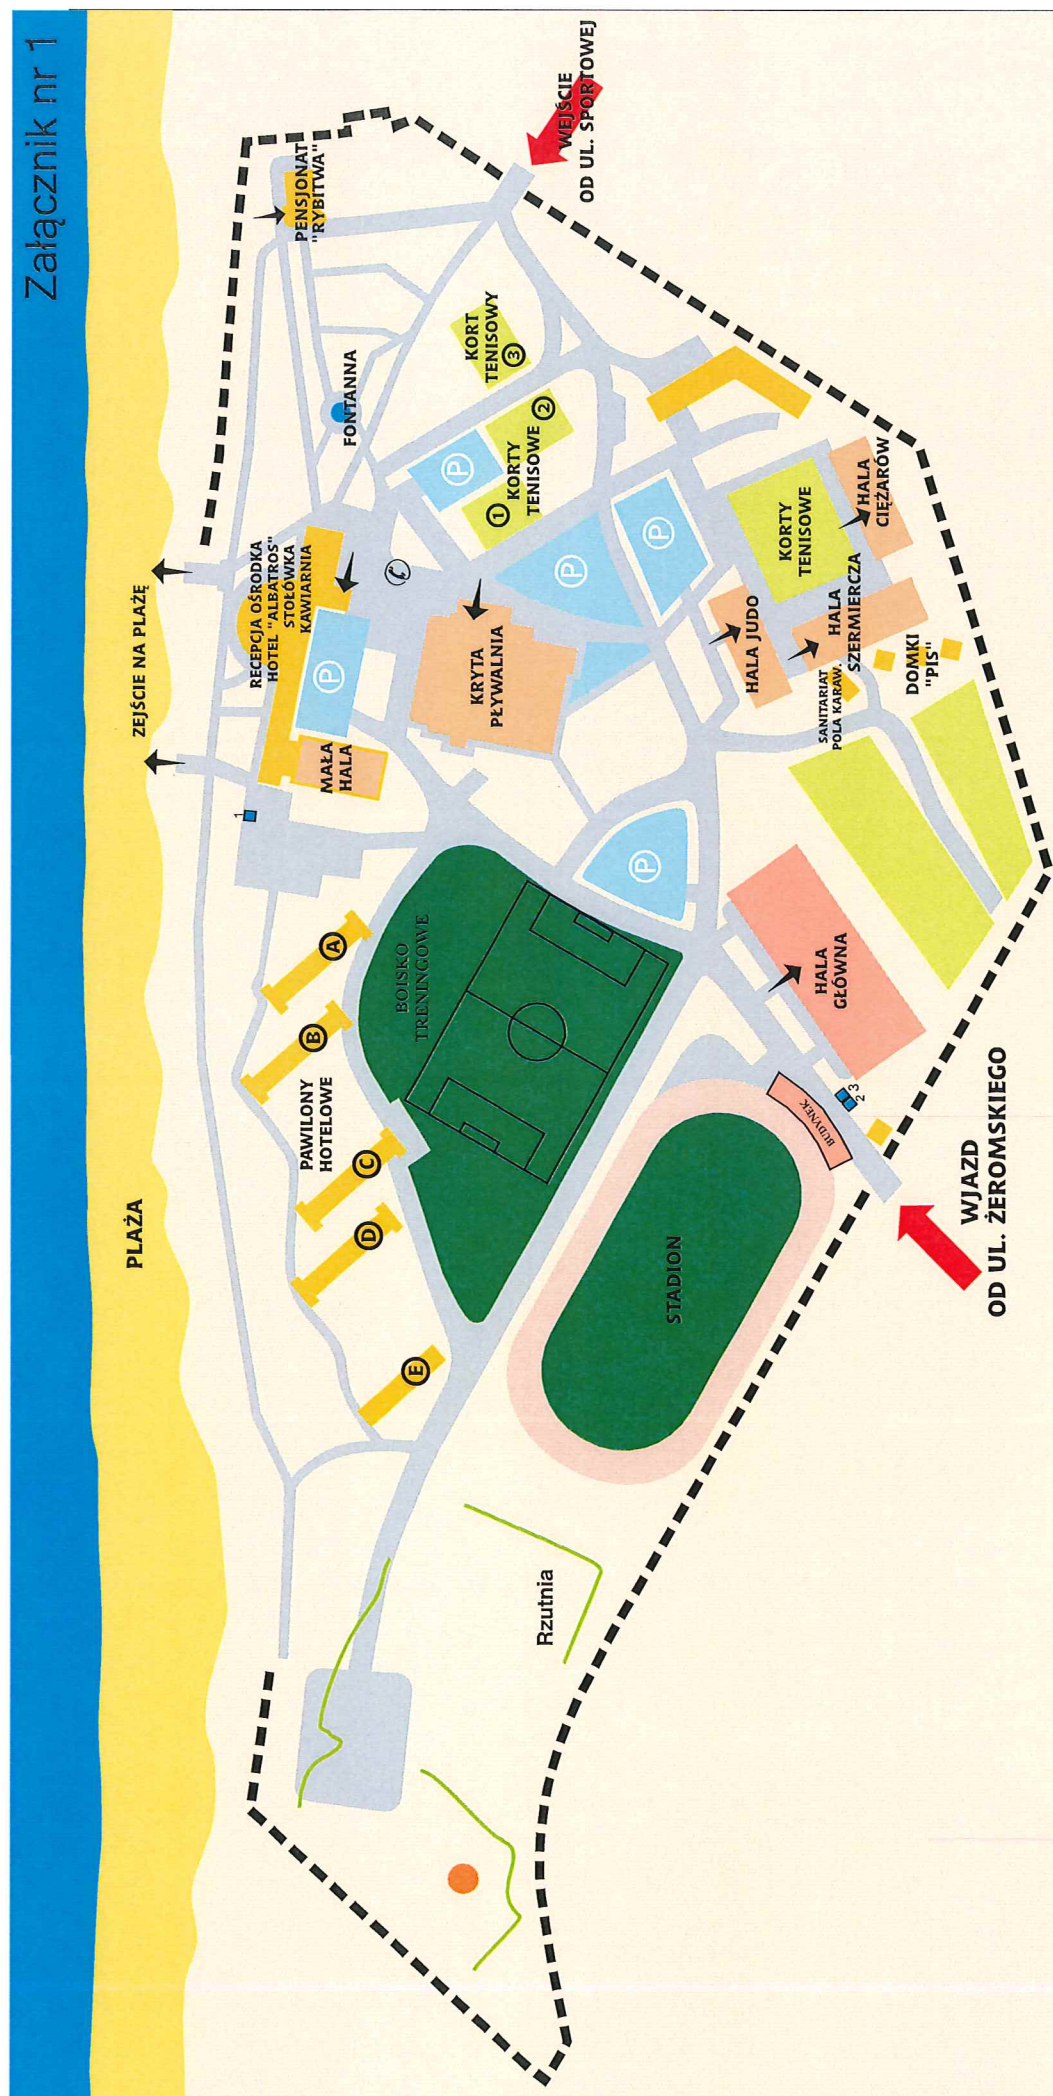 Załącznik nr 1
PLAŻA
ZEJŚCIE NA PLAŻĘ
PENSJONAT
"RYBITWA"
WEJŚCIE
OD UL. SPORTOWEJ
FONTANNA
KORT
TENISOWY
3
2
1
KORTY
TENISOWE
P
RECEPCJA OŚRODKA
HOTEL "ALBATROS"
STOŁÓWKA
KAWIARNIA
P
MAŁA
HALA
1
KRYTA
PŁYWALNIA
P
P
KORTY
TENISOWE
HALA
CIĘŻARÓW
HALA JUDO
HALA
SZERMIERCZA
SANITARIAT
POLA KARAW.
DOMKI
"PIS"
P
A
B
PAWILONY
HOTELOWE
C
D
E
BOISKO
TRENINGOWE
HALA
GŁÓWNA
2 3
BUDYNEK
STADION
WJAZD
OD UL. ŻEROMSKIEGO
Rzutnia